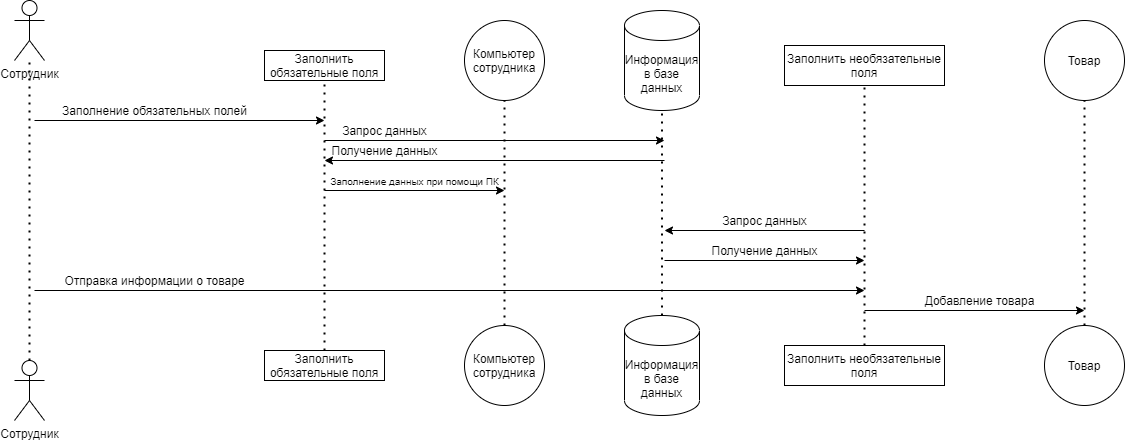 Сотрудник
Заполнить
обязательные поля
Компьютер
сотрудника
Информация
в базе
данных
Заполнить необязательные
поля
Товар
Заполнение обязательных полей
Запрос данных
Получение данных
Заполнение данных при помощи ПК
Запрос данных
Получение данных
Отправка информации о товаре
Добавление товара
Сотрудник
Заполнить
обязательные поля
Компьютер
сотрудника
Информация
в базе
данных
Заполнить необязательные
поля
Товар